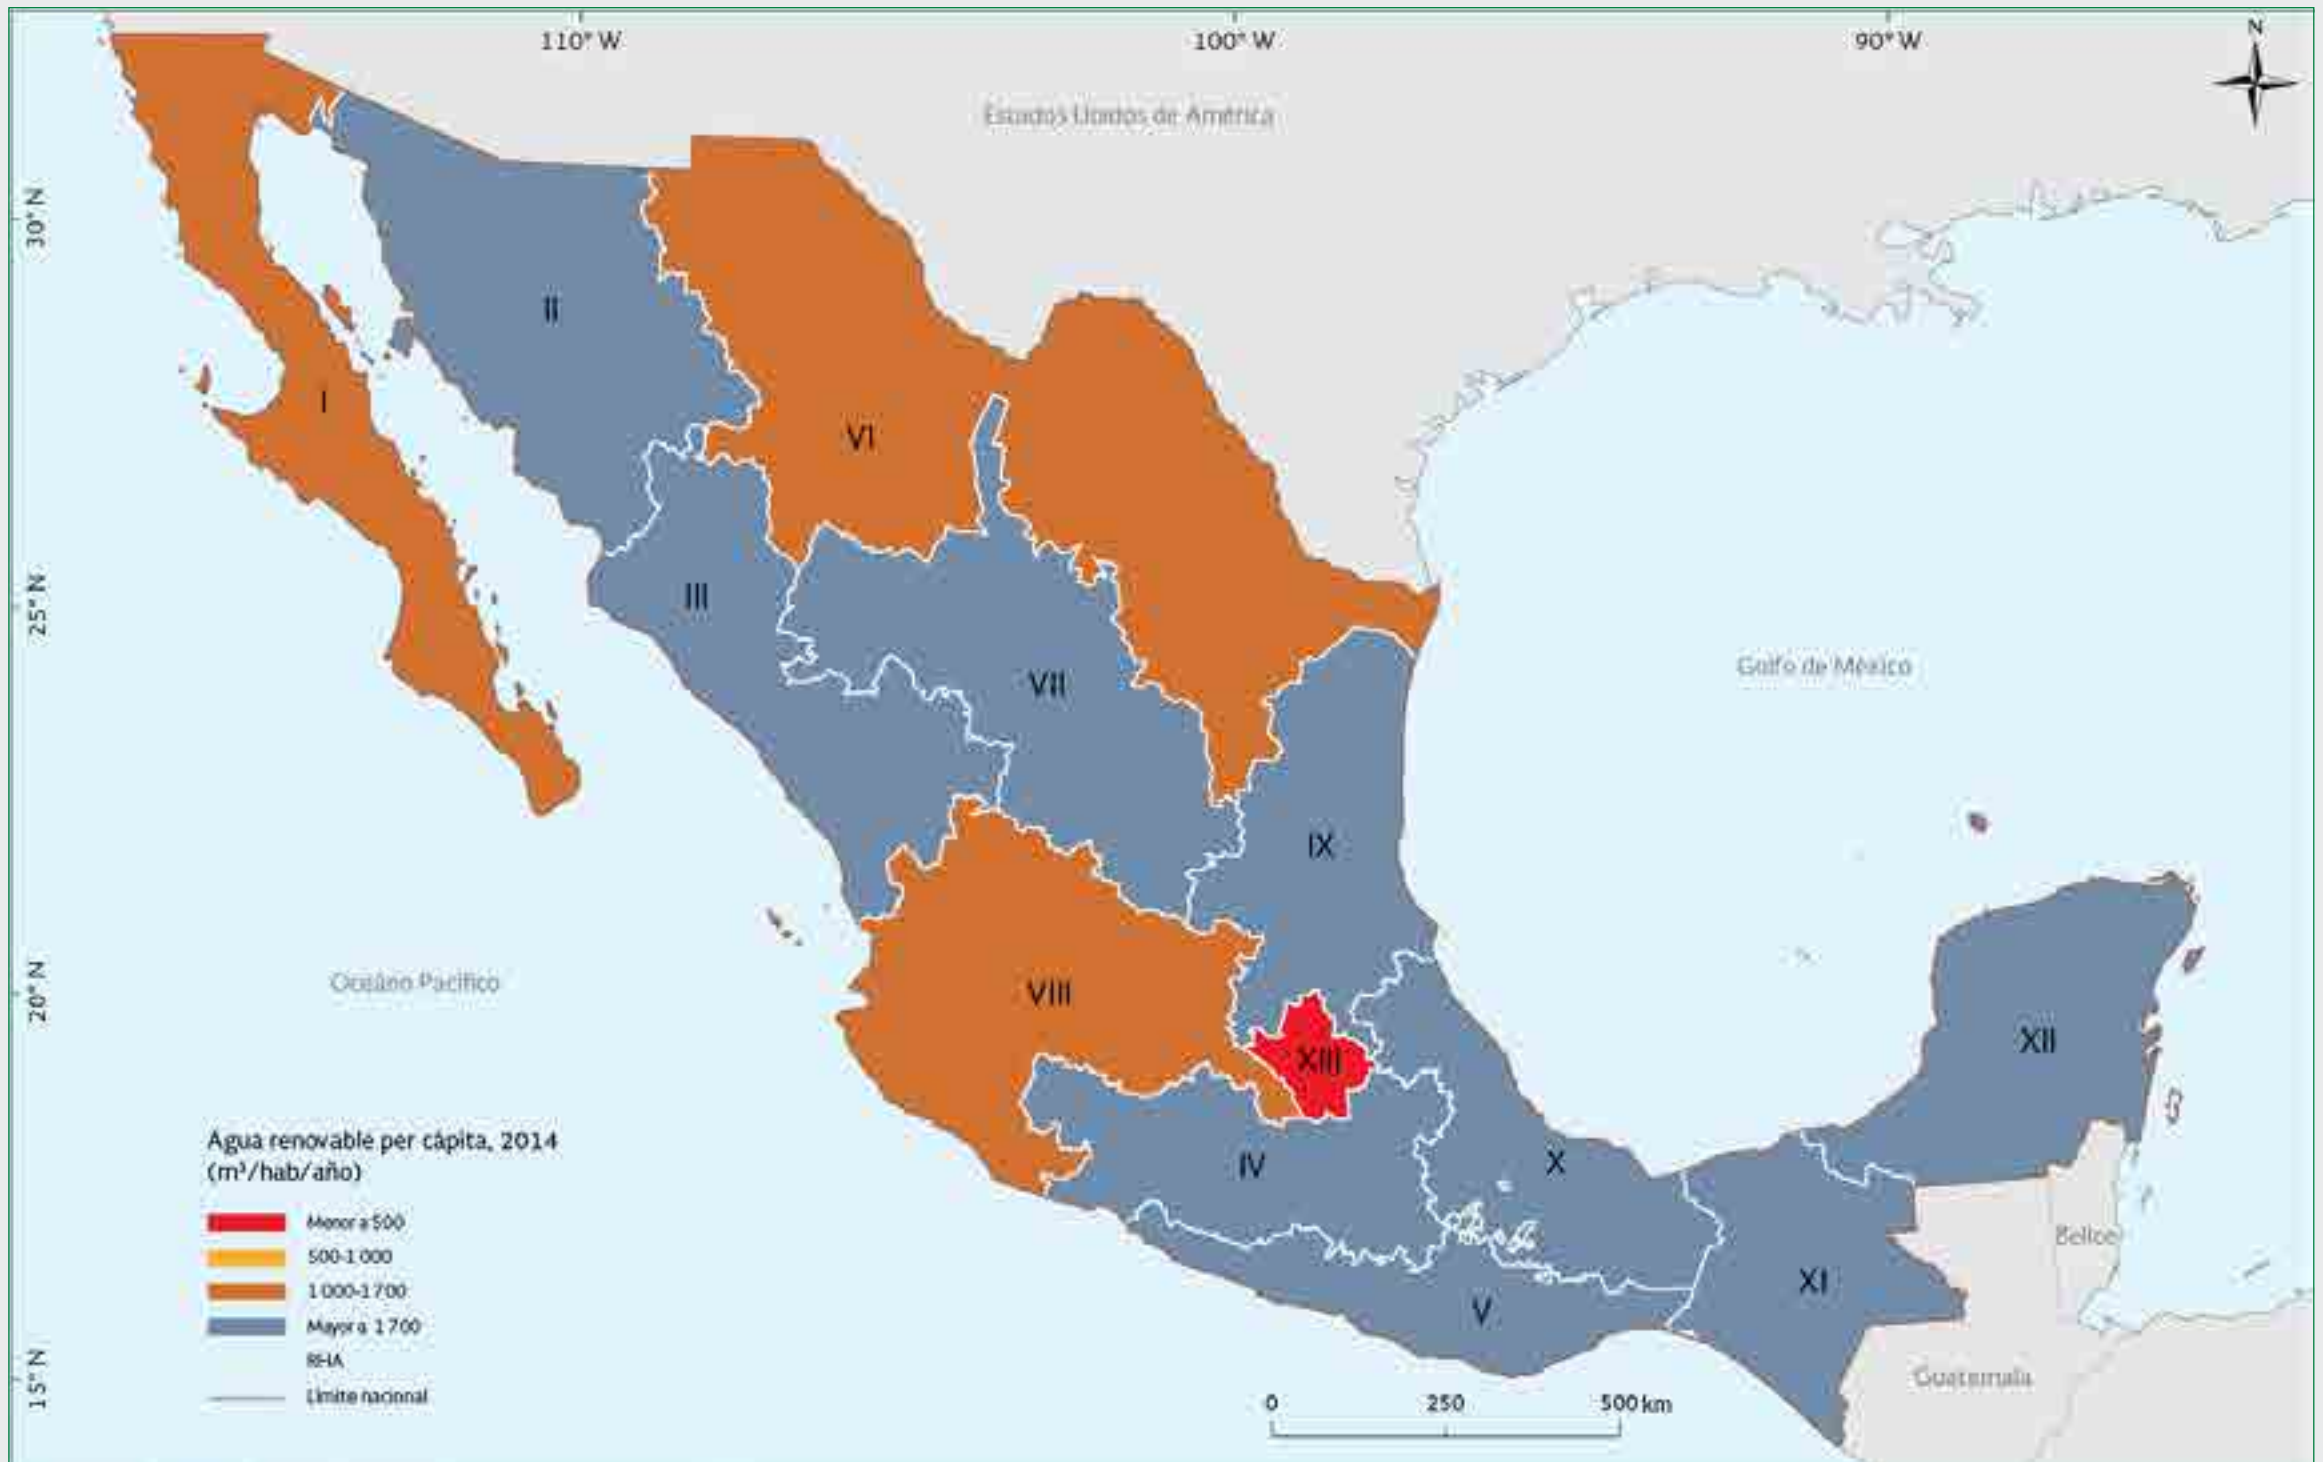 110° W
100° W
90° W
N
Estados Unidos de América
30° N
II
I
VI
25° N
III
Golfo de México
VII
IX
Océano Pacífico
20° N
VIII
XII
XIII
Agua renovable per cápita, 2014
(m³/hab/año)
IV
X
Menor a 500
Belice
500-1 000
XI
1 000-1 700
V
Mayor a 1 700
RHA
15° N
Guatemala
Límite nacional
0
250
500 km